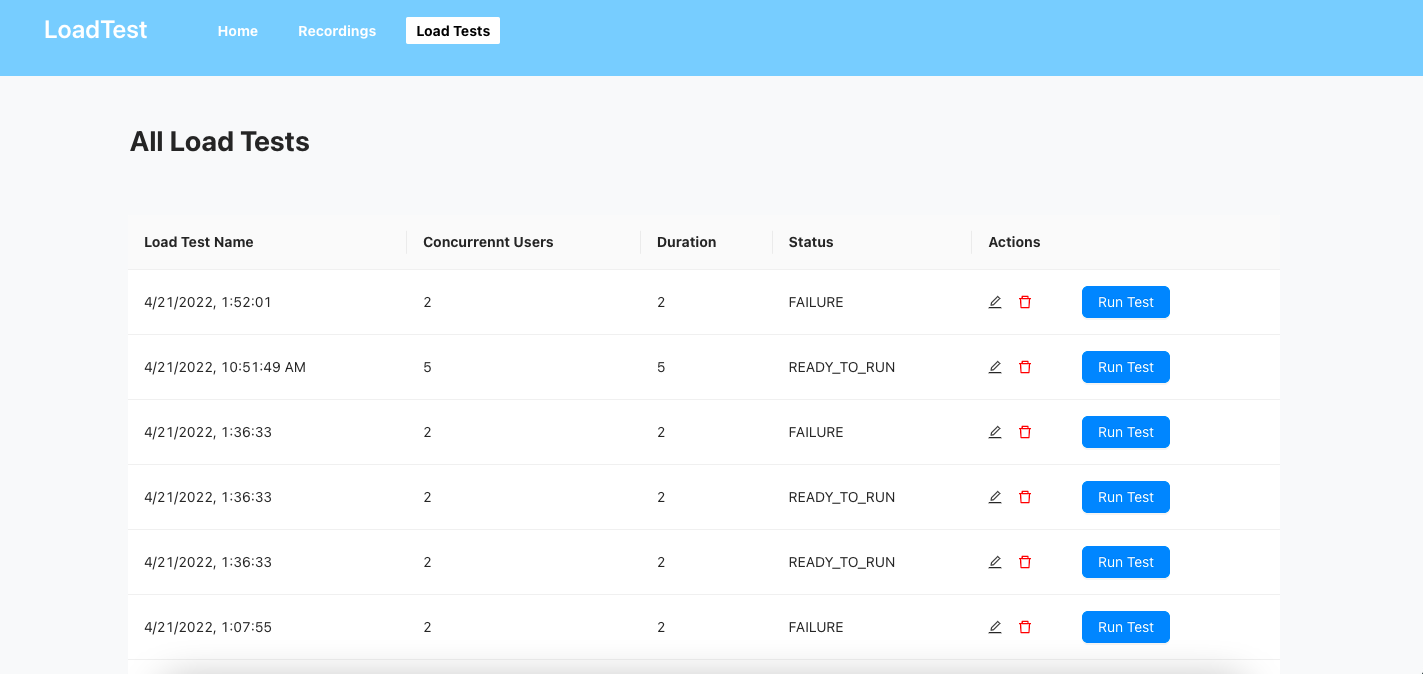 LoadTest Home Recordings Load Tests
All Load Tests
Load Test Name Concurrennt Users Duration Status Actions
4/21/2022, 1:52:01 2 2 FAILURE Run Test
4/21/2022, 10:51:49 AM 5 5 READY_TO_RUN Run Test
4/21/2022, 1:36:33 2 2 FAILURE Run Test
4/21/2022, 1:36:33 2 2 READY_TO_RUN Run Test
4/21/2022, 1:36:33 2 2 READY_TO_RUN Run Test
4/21/2022, 1:07:55 2 2 FAILURE Run Test